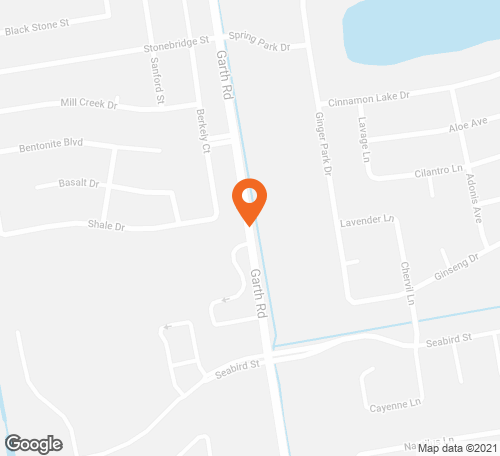 Black Stone St
Stonebridge St
Spring Park Dr
Sanford St
Garth Rd
Mill Creek Dr
Berkely Ct
Ginger Park Dr
Cinnamon Lake Dr
Lavage Ln
Aloe Ave
Bentonite Blvd
Basalt Dr
Cilantro Ln
Adonis Ave
Shale Dr
Lavender Ln
Chervil Ln
Ginseng Dr
Garth Rd
Seabird St
Seabird St
Cayenne Ln
Google
Map data ©2021